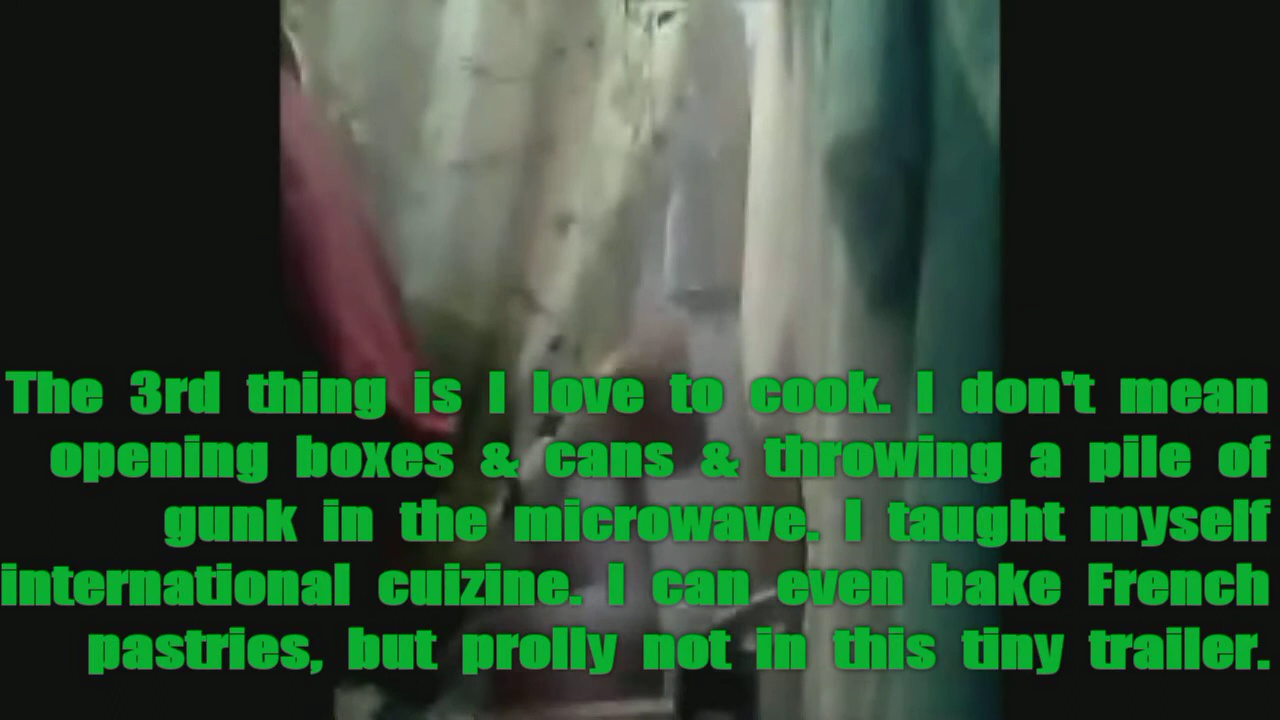 The 3rd thing is I love to cook. I don't mean
opening boxes & cans & throwing a pile of
gunk in the microwave. I taught myself
international cuizine. I can even bake French
pastries, but prolly not in this tiny trailer.